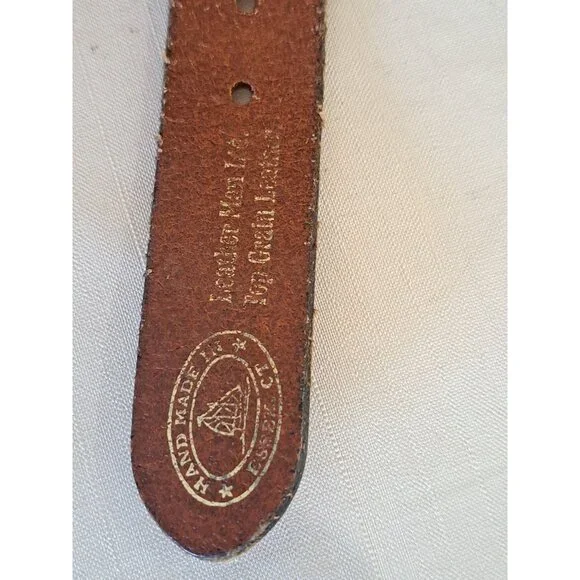 Leather Man Ltd.
Top Grain Leather
HAND MADE IN ★ ESSEX, CT ★